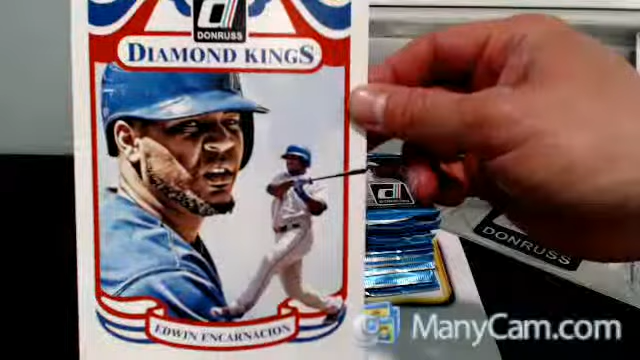 DONRUSS
DIAMOND KINGS
EDWIN ENCARNACION
DONRUSS
ManyCam.com